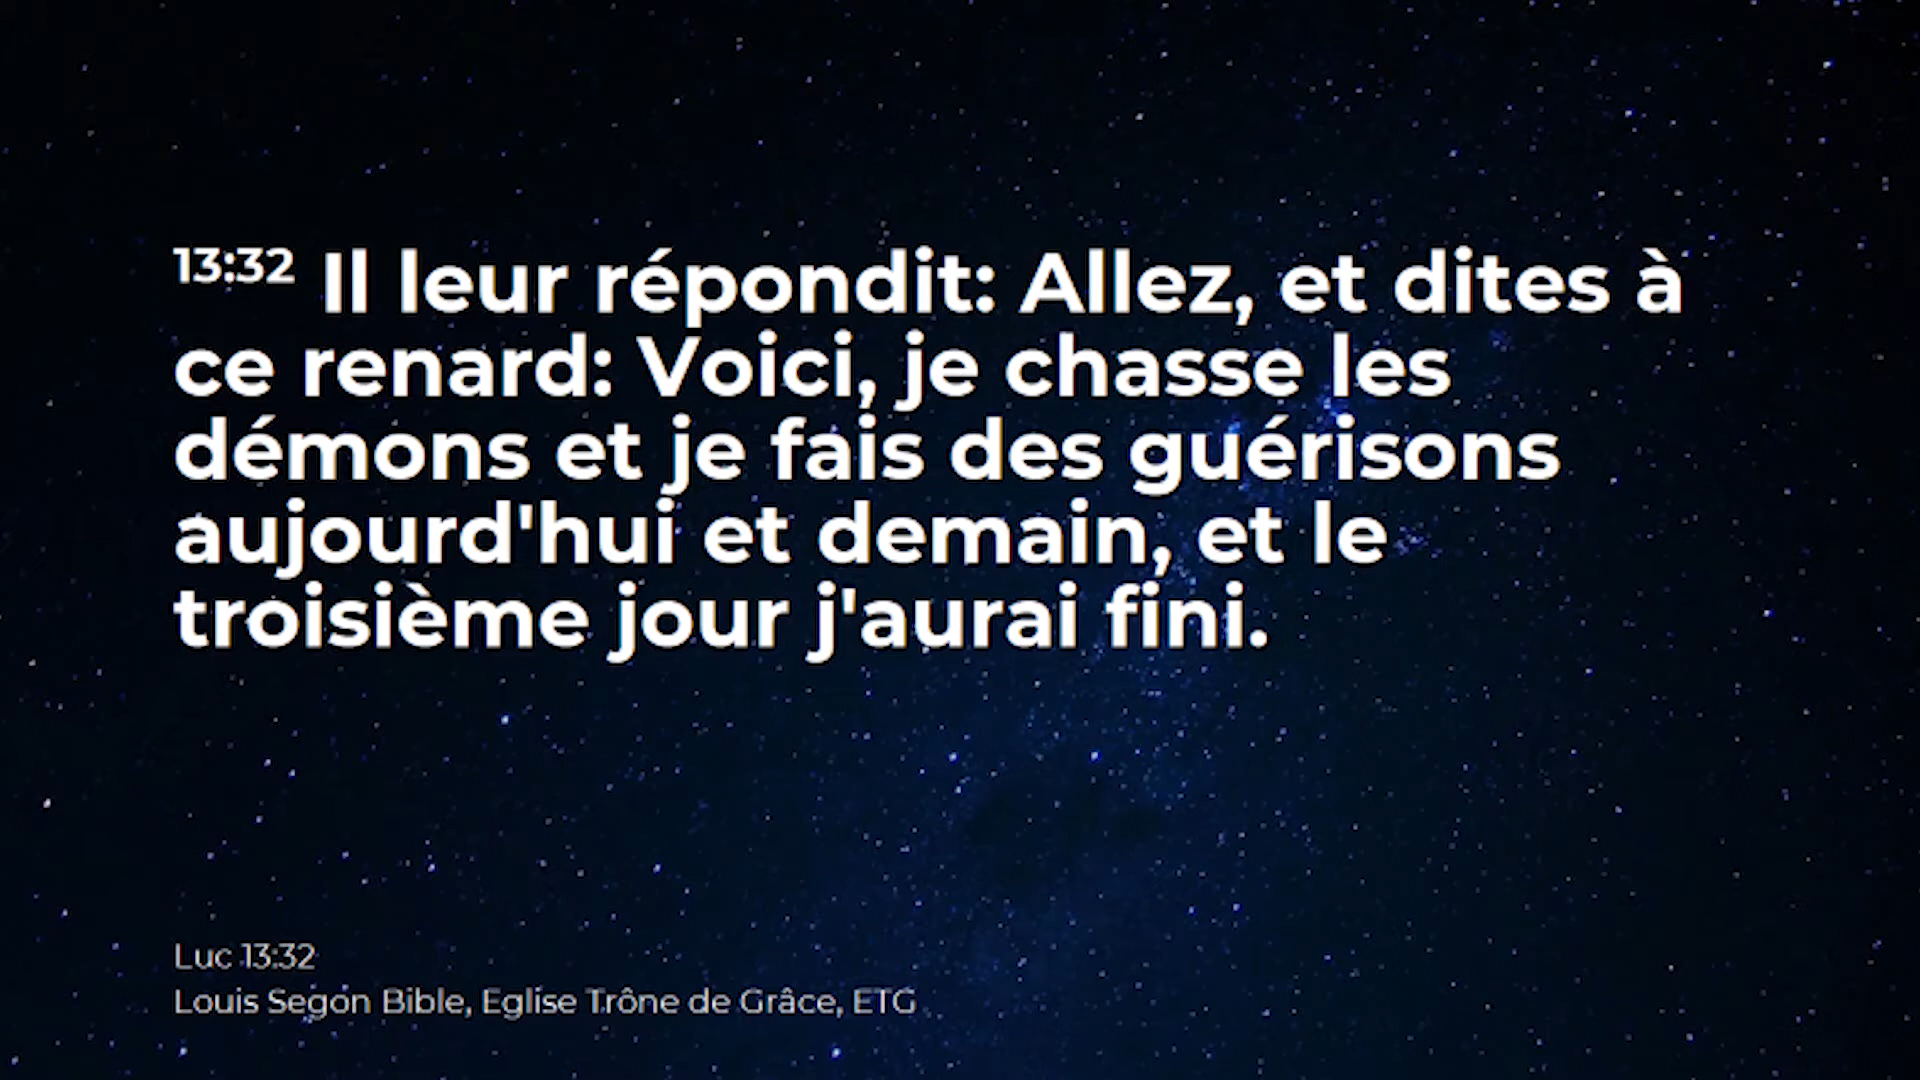 13:32 Il leur répondit: Allez, et dites à
ce renard: Voici, je chasse les
démons et je fais des guérisons
aujourd'hui et demain, et le
troisième jour j'aurai fini.
Luc 13:32
Louis Segon Bible, Eglise Trône de Grâce, ETG